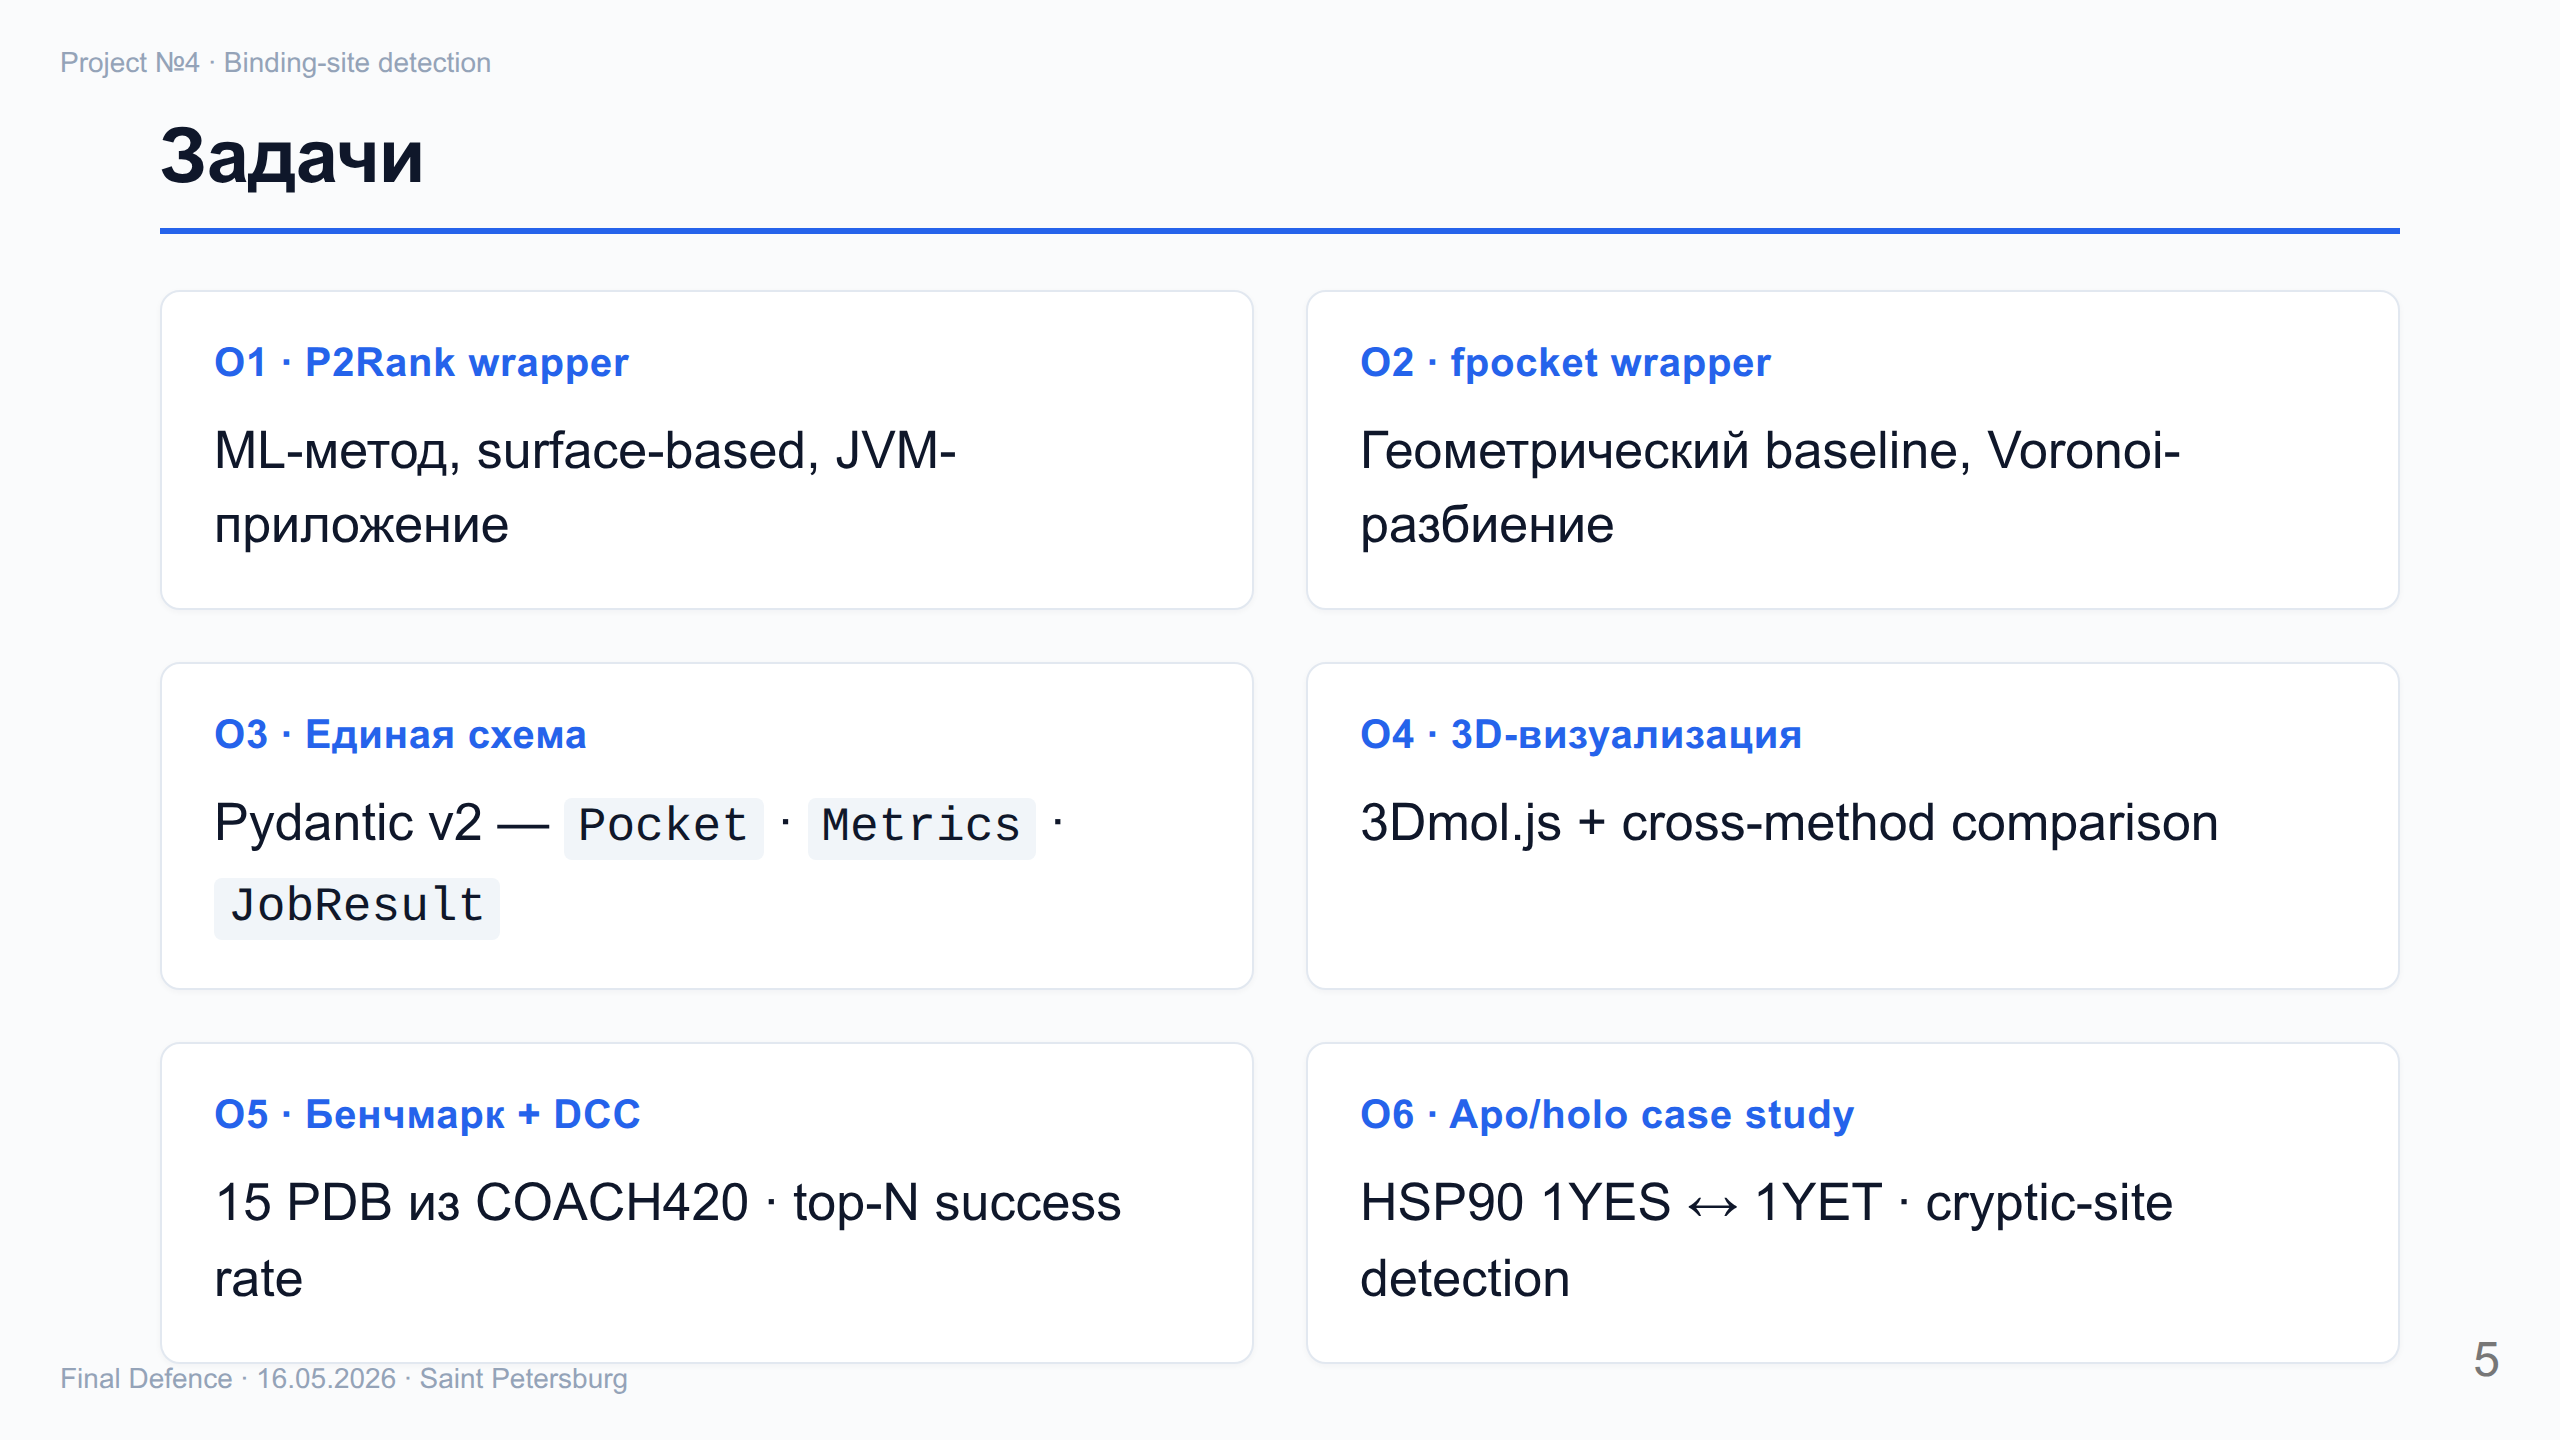 Project №4 · Binding-site detection
Задачи
O1 · P2Rank wrapper
ML-метод, surface-based, JVM-
приложение
O2 · fpocket wrapper
Геометрический baseline, Voronoi-
разбиение
O3 · Единая схема
Pydantic v2 — Pocket · Metrics ·
JobResult
O4 · 3D-визуализация
3Dmol.js + cross-method comparison
O5 · Бенчмарк + DCC
15 PDB из COACH420 · top-N success
rate
O6 · Apo/holo case study
HSP90 1YES ↔ 1YET · cryptic-site
detection
Final Defence · 16.05.2026 · Saint Petersburg
5